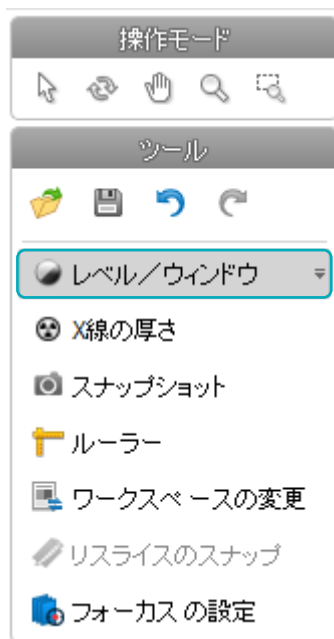 操作モード
ツール
レベル／ウィンドウ
X線の厚さ
スナップショット
ルーラー
ワークスペースの変更
リスライスのスナップ
フォーカスの設定